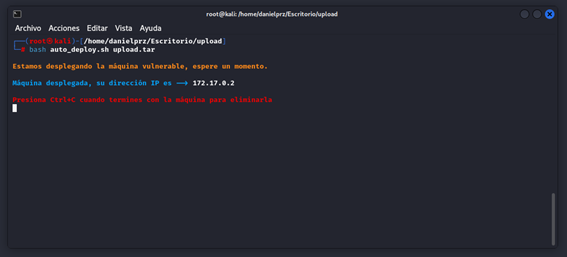 root@kali: /home/danielprz/Escritorio/upload
Archivo Acciones Editar Vista Ayuda
┌──(root㉿kali)-[/home/danielprz/Escritorio/upload]
└─# bash auto_deploy.sh upload.tar
Estamos desplegando la máquina vulnerable, espere un momento.
Máquina desplegada, su dirección IP es --> 172.17.0.2
Presiona Ctrl+C cuando termines con la máquina para eliminarla